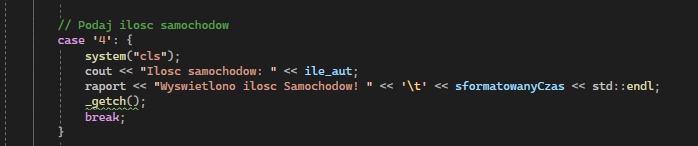 // Podaj ilosc samochodow
case '4': {
system("cls");
cout << "Ilosc samochodow: " << ile_aut;
raport << "Wyswietlono ilosc Samochodow! " << '\t' << sformatowanyCzas << std::endl;
_getch();
break;
}